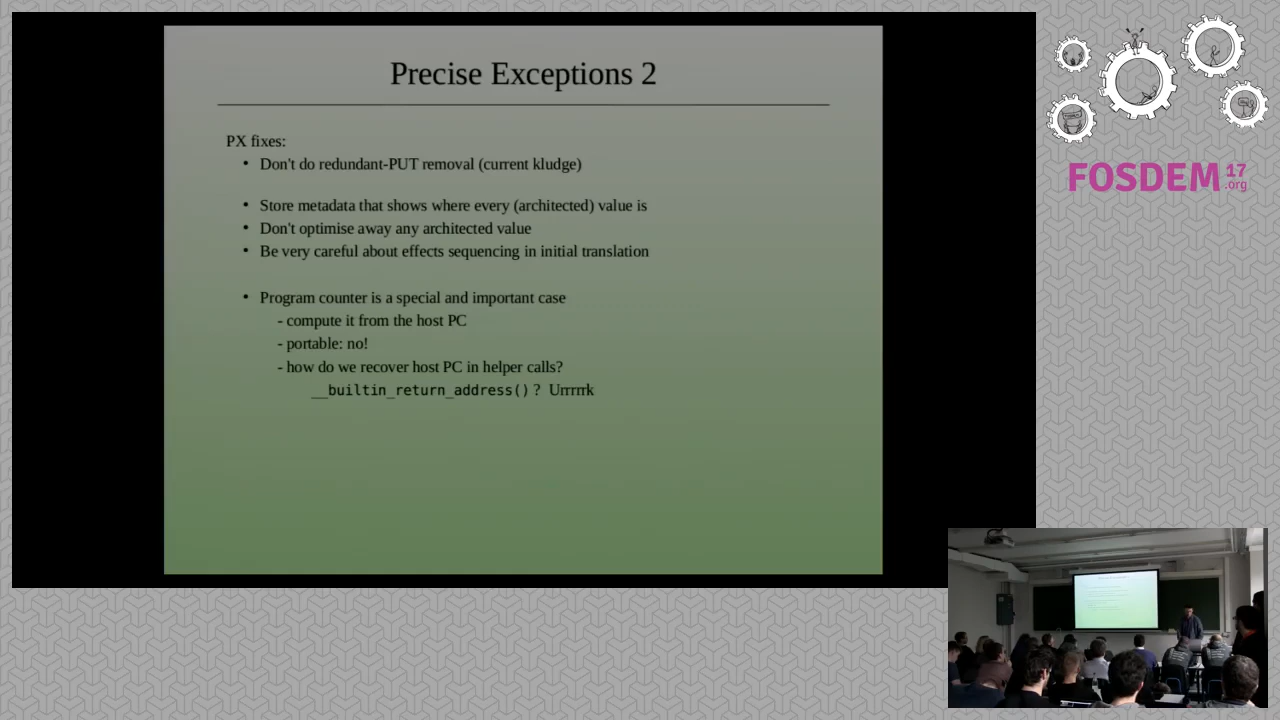 Precise Exceptions 2
PX fixes:
• Don't do redundant-PUT removal (current kludge)
• Store metadata that shows where every (architected) value is
• Don't optimise away any architected value
• Be very careful about effects sequencing in initial translation
• Program counter is a special and important case
- compute it from the host PC
- portable: no!
- how do we recover host PC in helper calls?
__builtin_return_address() ? Urrrrrk
FOSDEM 17 .org